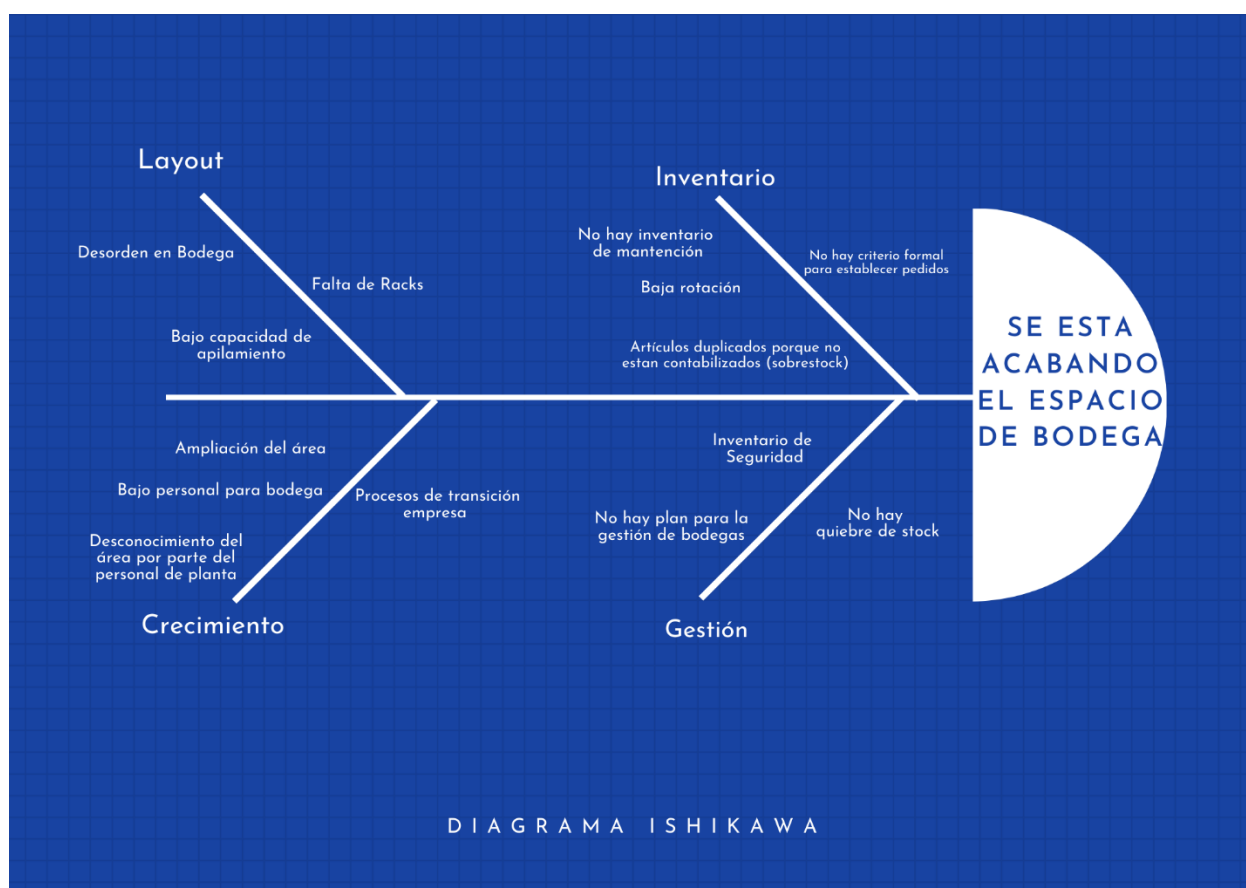 Layout
Desorden en Bodega
Falta de Racks
Bajo capacidad de
apilamiento
Inventario
No hay inventario
de mantención
No hay criterio formal
para establecer pedidos
Baja rotación
Artículos duplicados porque no
estan contabilizados (sobrestock)
SE ESTA
ACABANDO
EL ESPACIO
DE BODEGA
Ampliación del área
Bajo personal para bodega
Procesos de transición
empresa
Desconocimiento del
área por parte del
personal de planta
Crecimiento
Inventario de
Seguridad
No hay plan para la
gestión de bodegas
No hay
quiebre de stock
Gestión
DIAGRAMA ISHIKAWA